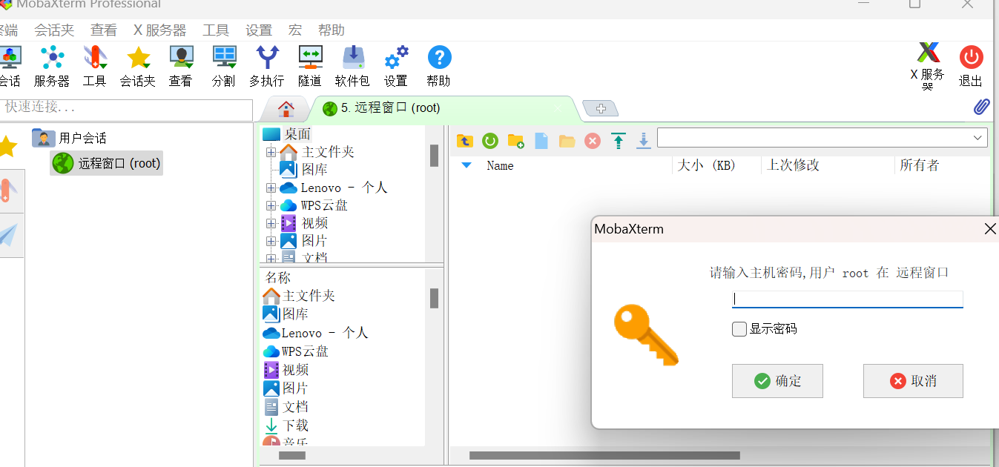 MobaXterm Professional
终端 会话夹 查看 X 服务器 工具 设置 宏 帮助
会话 服务器 工具 会话夹 查看 分割 多执行 隧道 软件包 设置 帮助 X 服务器 退出
快速连接...
5. 远程窗口 (root)
用户会话
远程窗口 (root)
桌面
主文件夹
图库
Lenovo - 个人
WPS云盘
视频
图片
文档
名称
主文件夹
图库
Lenovo - 个人
WPS云盘
视频
图片
文档
下载
音乐
Name 大小 (KB) 上次修改 所有者
MobaXterm
请输入主机密码,用户 root 在 远程窗口
显示密码
确定 取消